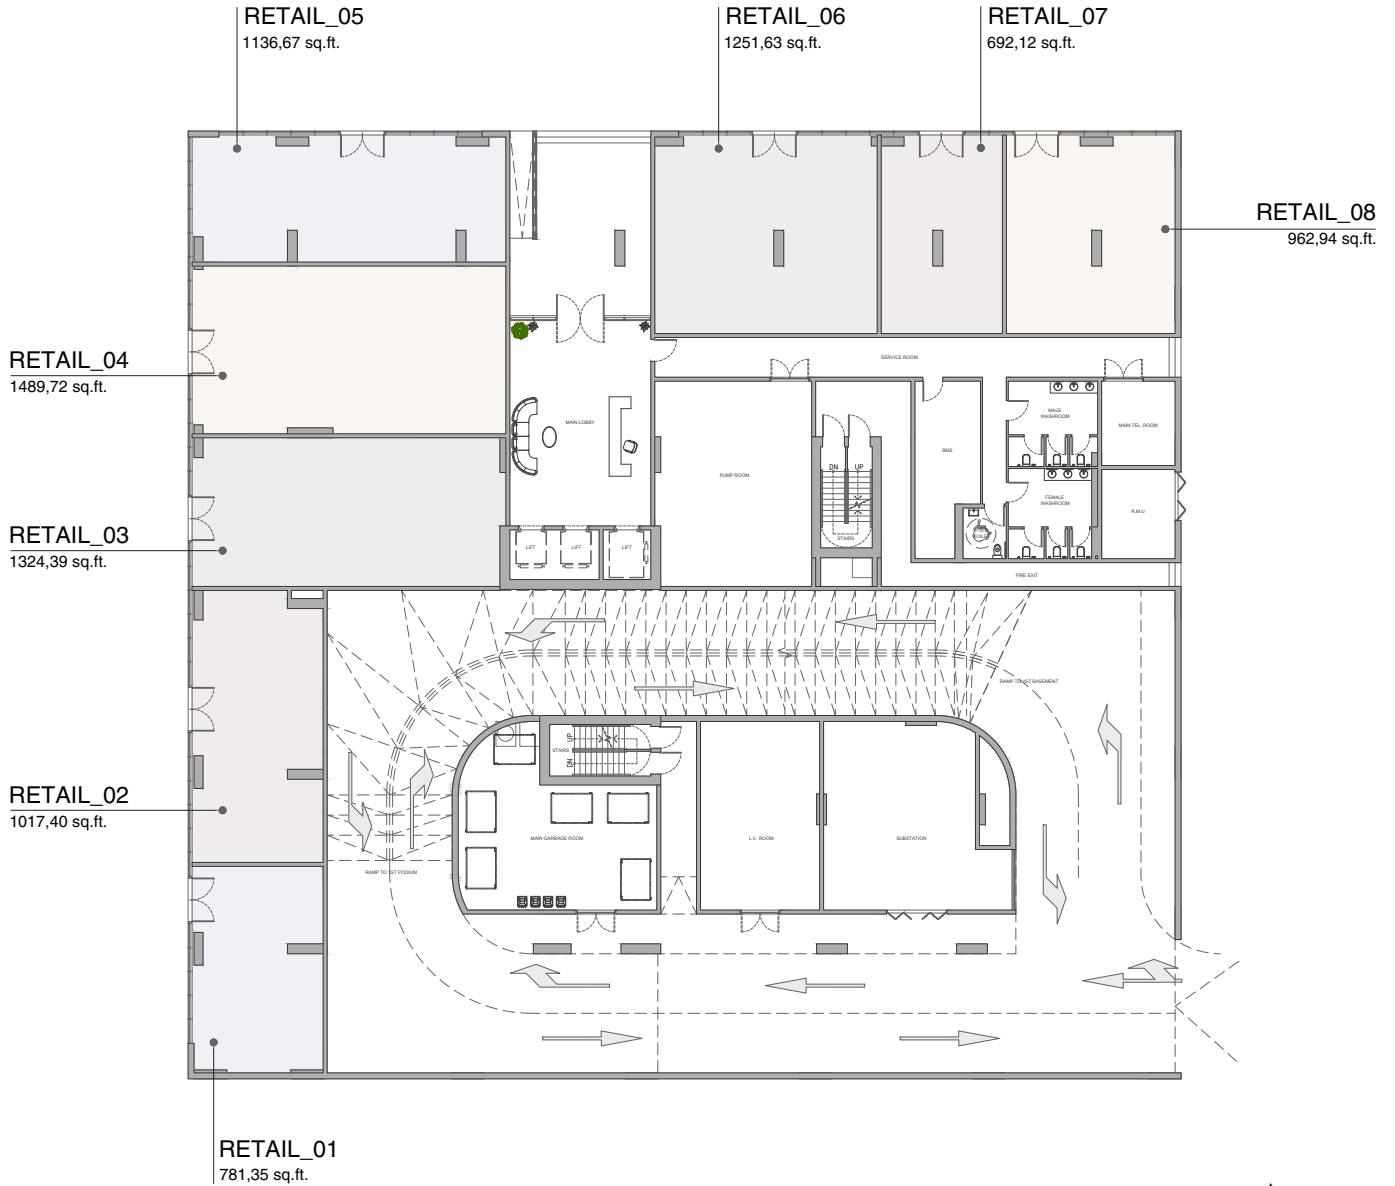 RETAIL_05
1136,67 sq.ft.
RETAIL_06
1251,63 sq.ft.
RETAIL_07
692,12 sq.ft.
RETAIL_08
962,94 sq.ft.
RETAIL_04
1489,72 sq.ft.
SERVICE ROOM
MAIN LOBBY
MALE
WASHROOM
MAIN TEL. ROOM
BMS
PUMP ROOM
DN
UP
STAIRS
FEMALE
WASHROOM
R.M.U
TOILET
RETAIL_03
1324,39 sq.ft.
LIFT
LIFT
LIFT
FIRE EXIT
RAMP TO 1ST BASEMENT
STAIRS
UP
DN
RETAIL_02
1017,40 sq.ft.
MAIN GARBAGE ROOM
L.V. ROOM
SUBSTATION
RAMP TO 1ST PODIUM
RETAIL_01
781,35 sq.ft.